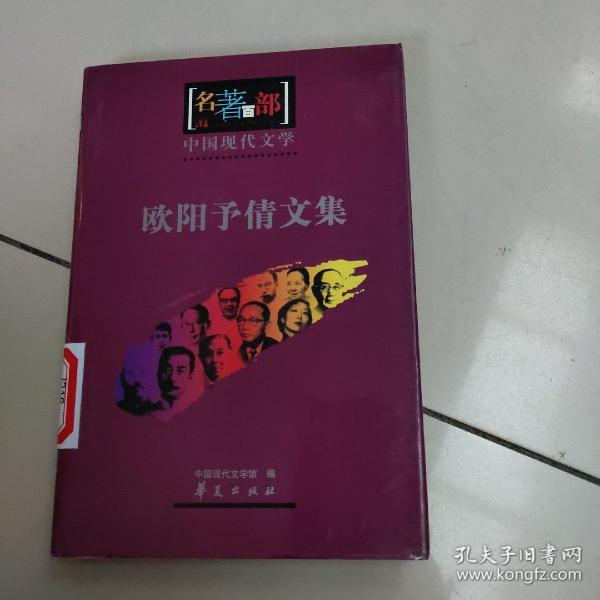 [名著百部]
中国现代文学
欧阳予倩文集
中国现代文学馆 编
华夏出版社
孔夫子旧书网
www.kongfz.com